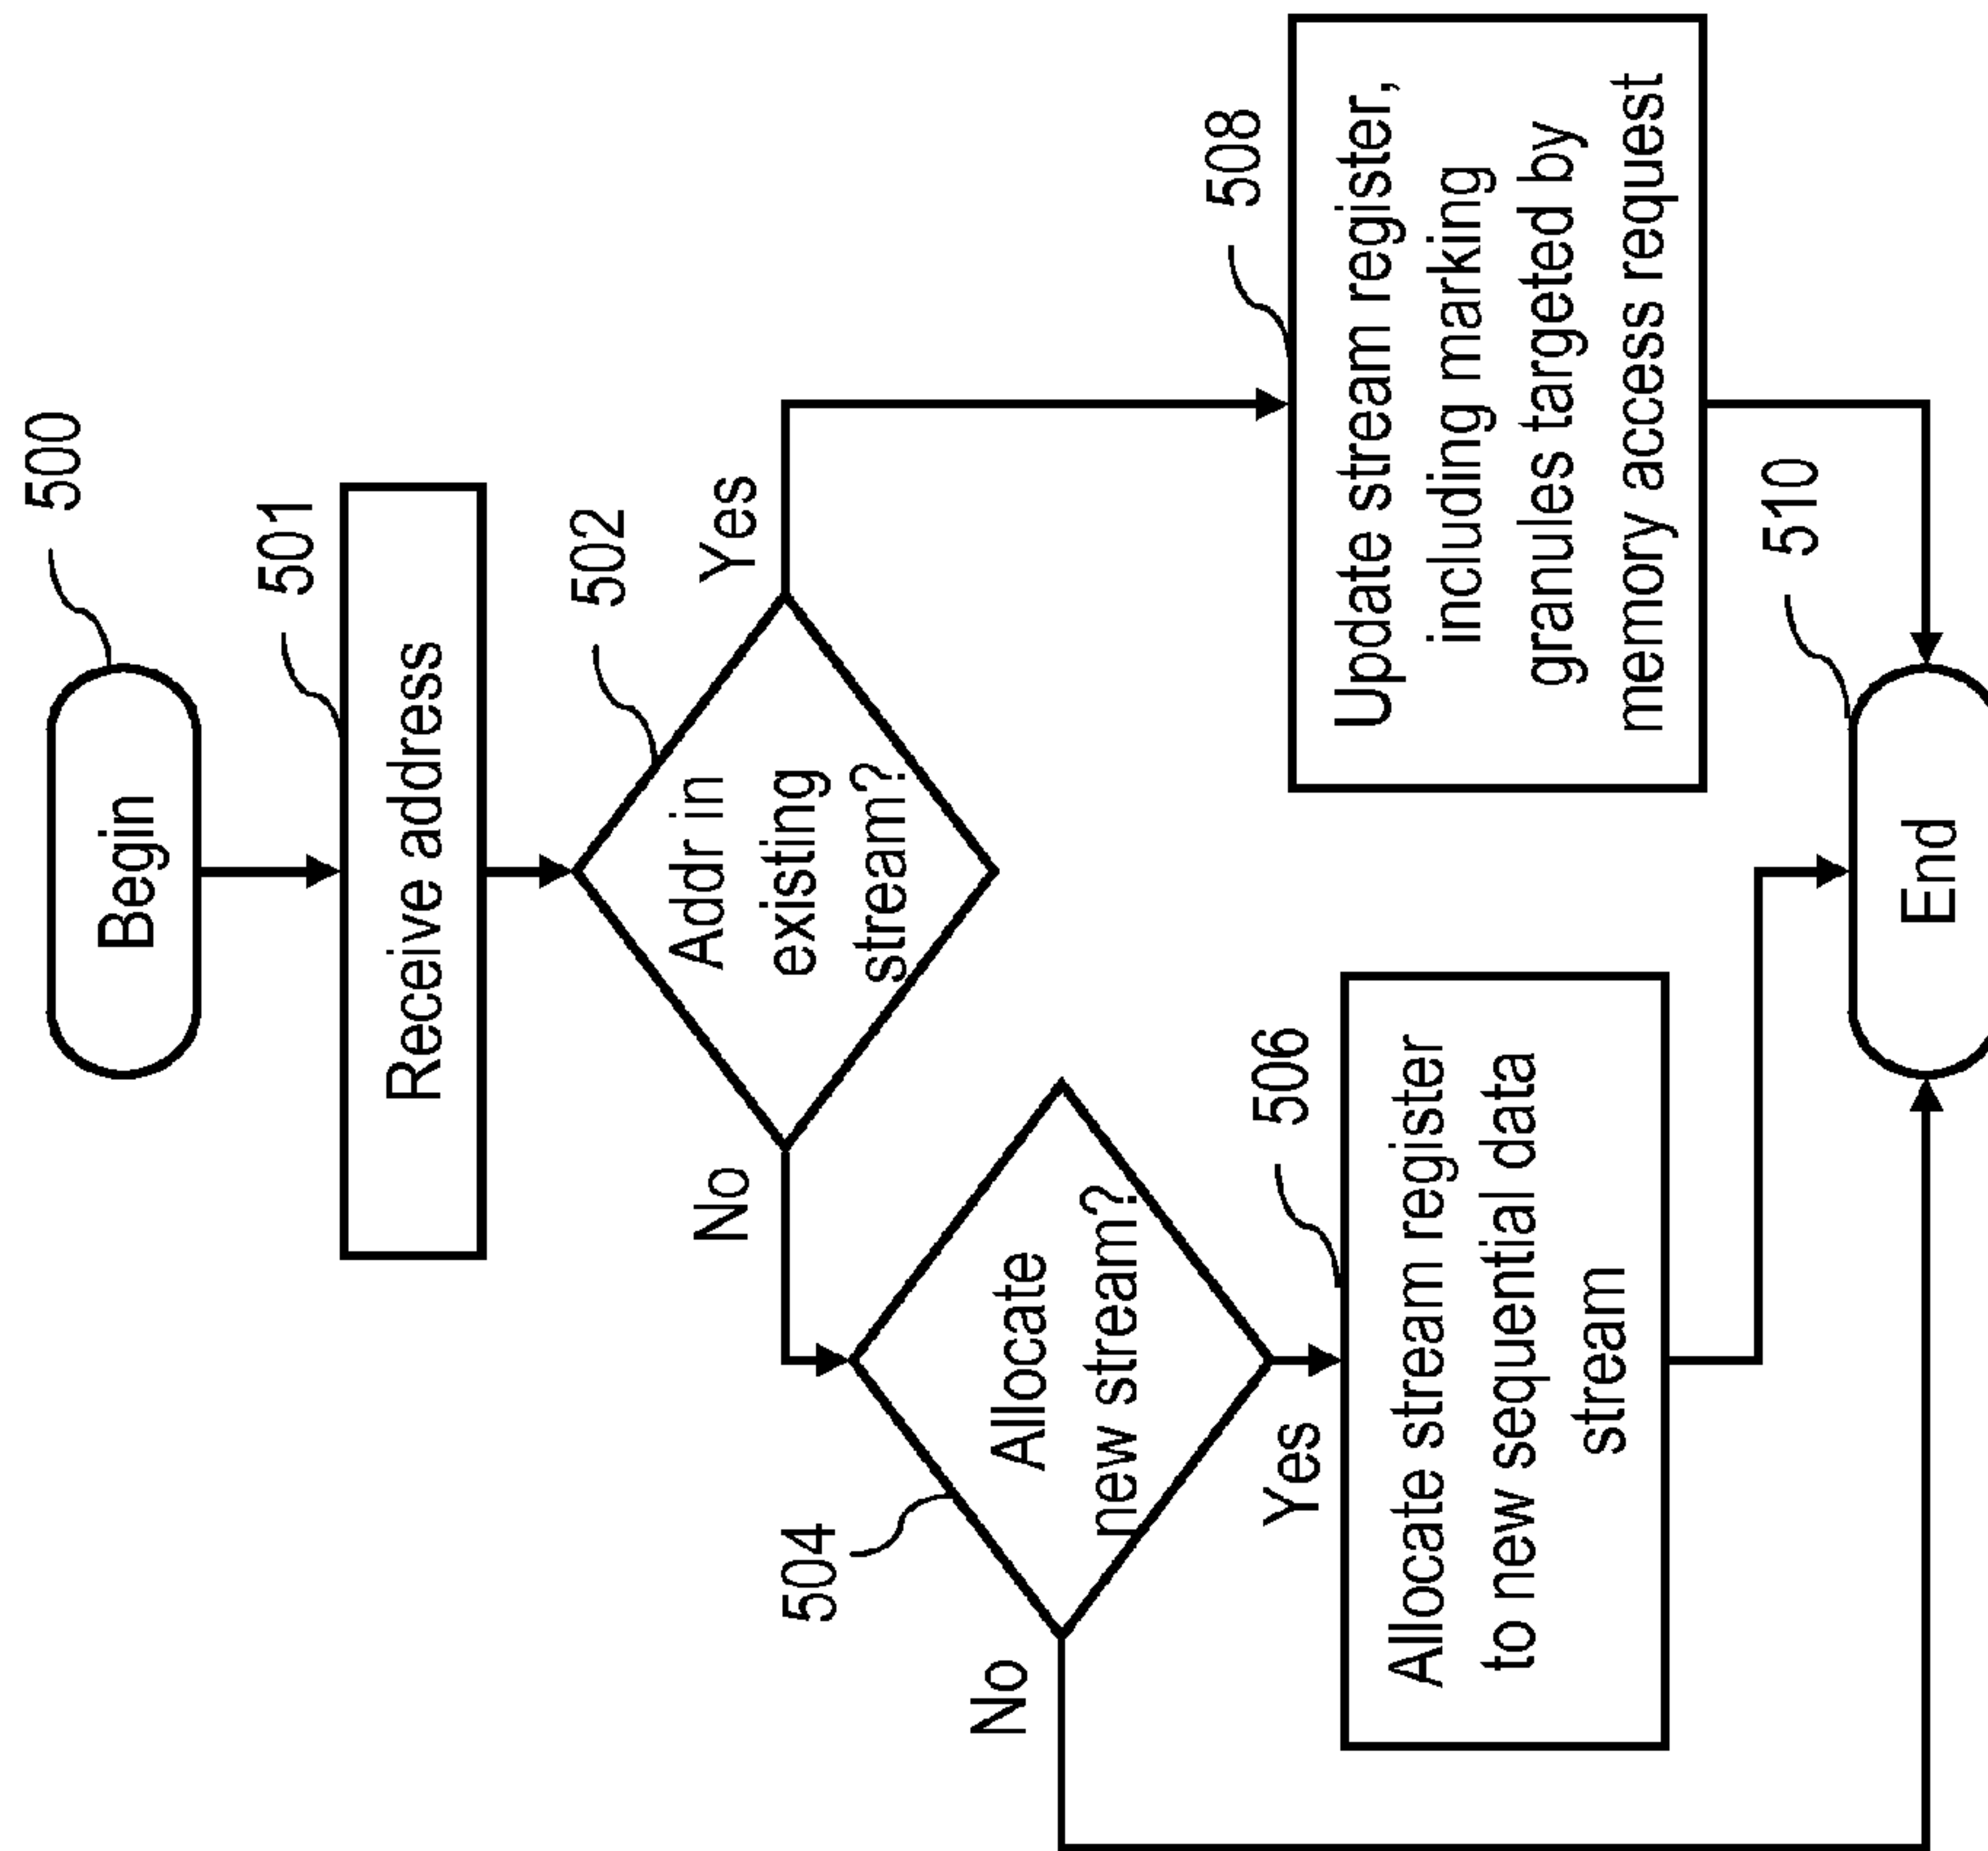 500
Begin
501
Receive address
502
Addr in
existing
stream?
Yes
No
504
Allocate
new stream?
No
Yes
506
Allocate stream register
to new sequential data
stream
508
Update stream register,
including marking
granules targeted by
memory access request
510
End